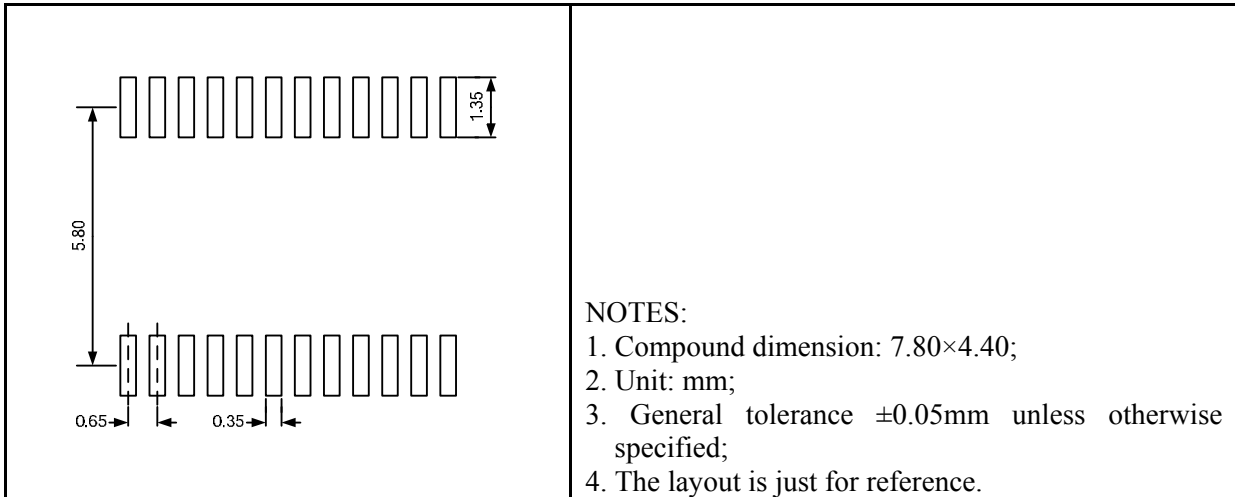 1.35
5.80
0.65
0.35
NOTES:
1. Compound dimension: 7.80×4.40;
2. Unit: mm;
3. General tolerance ±0.05mm unless otherwise
specified;
4. The layout is just for reference.